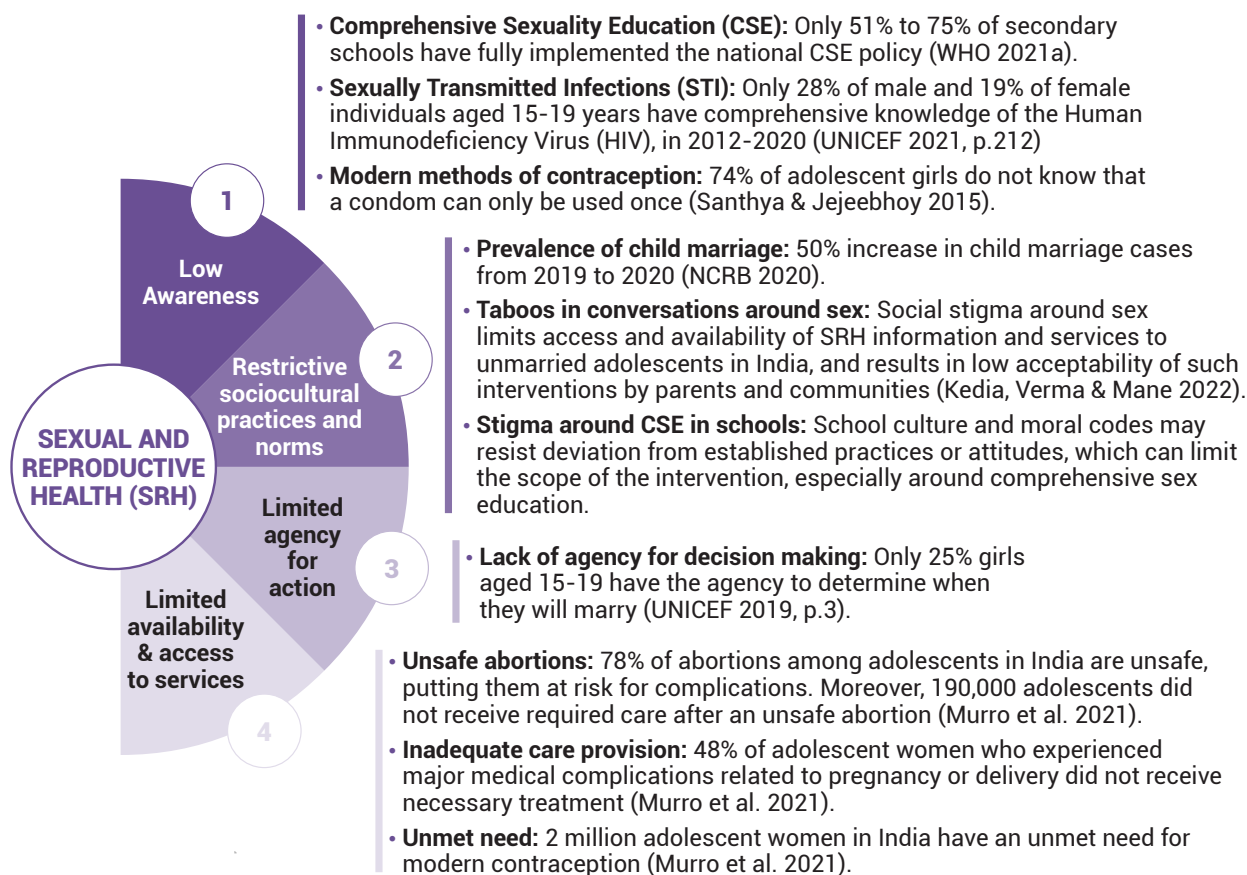 SEXUAL AND
REPRODUCTIVE
HEALTH (SRH)
1
Low
Awareness
• Comprehensive Sexuality Education (CSE): Only 51% to 75% of secondary
schools have fully implemented the national CSE policy (WHO 2021a).
• Sexually Transmitted Infections (STI): Only 28% of male and 19% of female
individuals aged 15-19 years have comprehensive knowledge of the Human
Immunodeficiency Virus (HIV), in 2012-2020 (UNICEF 2021, p.212)
• Modern methods of contraception: 74% of adolescent girls do not know that
a condom can only be used once (Santhya & Jejeebhoy 2015).
2
Restrictive
sociocultural
practices and
norms
• Prevalence of child marriage: 50% increase in child marriage cases
from 2019 to 2020 (NCRB 2020).
• Taboos in conversations around sex: Social stigma around sex
limits access and availability of SRH information and services to
unmarried adolescents in India, and results in low acceptability of such
interventions by parents and communities (Kedia, Verma & Mane 2022).
• Stigma around CSE in schools: School culture and moral codes may
resist deviation from established practices or attitudes, which can limit
the scope of the intervention, especially around comprehensive sex
education.
3
Limited
agency
for
action
• Lack of agency for decision making: Only 25% girls
aged 15-19 have the agency to determine when
they will marry (UNICEF 2019, p.3).
4
Limited
availability
& access
to services
• Unsafe abortions: 78% of abortions among adolescents in India are unsafe,
putting them at risk for complications. Moreover, 190,000 adolescents did
not receive required care after an unsafe abortion (Murro et al. 2021).
• Inadequate care provision: 48% of adolescent women who experienced
major medical complications related to pregnancy or delivery did not receive
necessary treatment (Murro et al. 2021).
• Unmet need: 2 million adolescent women in India have an unmet need for
modern contraception (Murro et al. 2021).